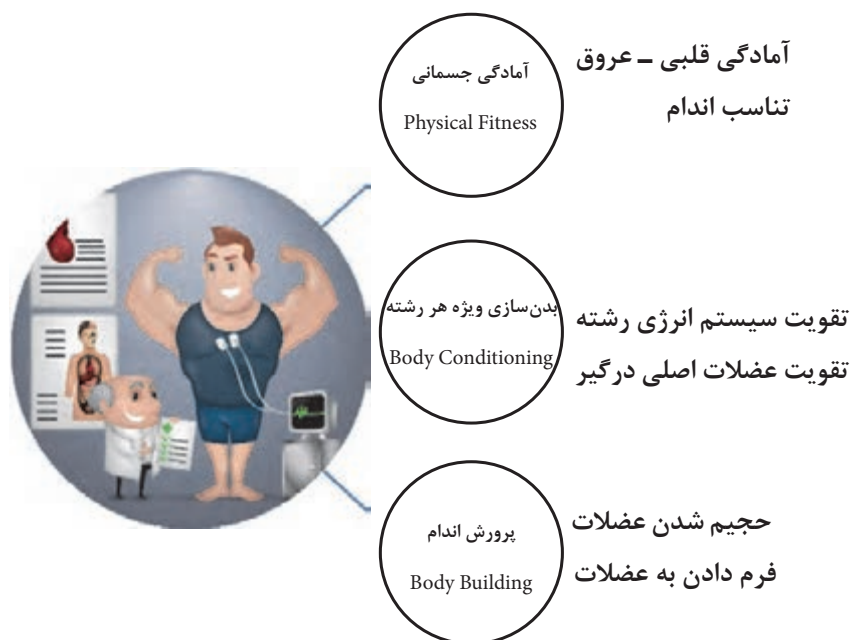 آمادگی جسمانی
Physical Fitness
آمادگی قلبی ـ عروق
تناسب اندام
بدن‌سازی ویژه هر رشته
Body Conditioning
تقویت سیستم انرژی رشته
تقویت عضلات اصلی درگیر
پرورش اندام
Body Building
حجیم شدن عضلات
فرم دادن به عضلات